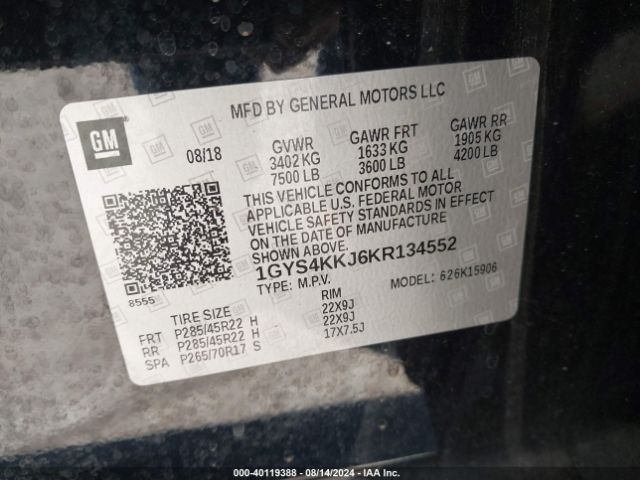 MFD BY GENERAL MOTORS LLC
GM
08/18
GVWR GAWR FRT GAWR RR
3402 KG 1633 KG 1905 KG
7500 LB 3600 LB 4200 LB
THIS VEHICLE CONFORMS TO ALL
APPLICABLE U.S. FEDERAL MOTOR
VEHICLE SAFETY STANDARDS IN EFFECT
ON THE DATE OF MANUFACTURE
SHOWN ABOVE.
1GYS4KKJ6KR134552
TYPE: M.P.V. MODEL: 626K15906
8555
TIRE SIZE RIM
FRT P285/45R22 H 22X9J
RR P285/45R22 H 22X9J
SPA P265/70R17 S 17X7.5J
000-40119388 - 08/14/2024 - IAA Inc.